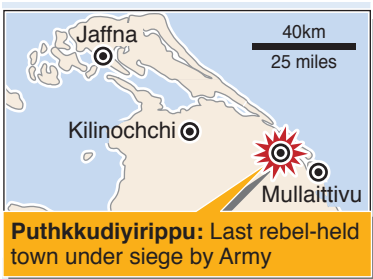 Jaffna
40km
25 miles
Kilinochchi
Mullaittivu
Puthkkudiyirippu: Last rebel-held
town under siege by Army